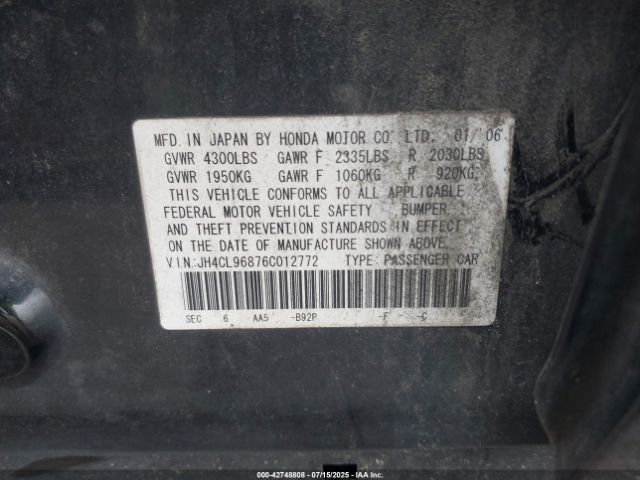 MFD. IN JAPAN BY HONDA MOTOR CO. LTD. 01/06
GVWR 4300LBS GAWR F 2335LBS R 2030LBS
GVWR 1950KG GAWR F 1060KG R 920KG
THIS VEHICLE CONFORMS TO ALL APPLICABLE
FEDERAL MOTOR VEHICLE SAFETY BUMPER
AND THEFT PREVENTION STANDARDS IN EFFECT
ON THE DATE OF MANUFACTURE SHOWN ABOVE.
VIN:JH4CL96876C012772 TYPE: PASSENGER CAR
SEC 6 AA5 -B92P -F -C
000-42748808 - 07/15/2025 - IAA Inc.